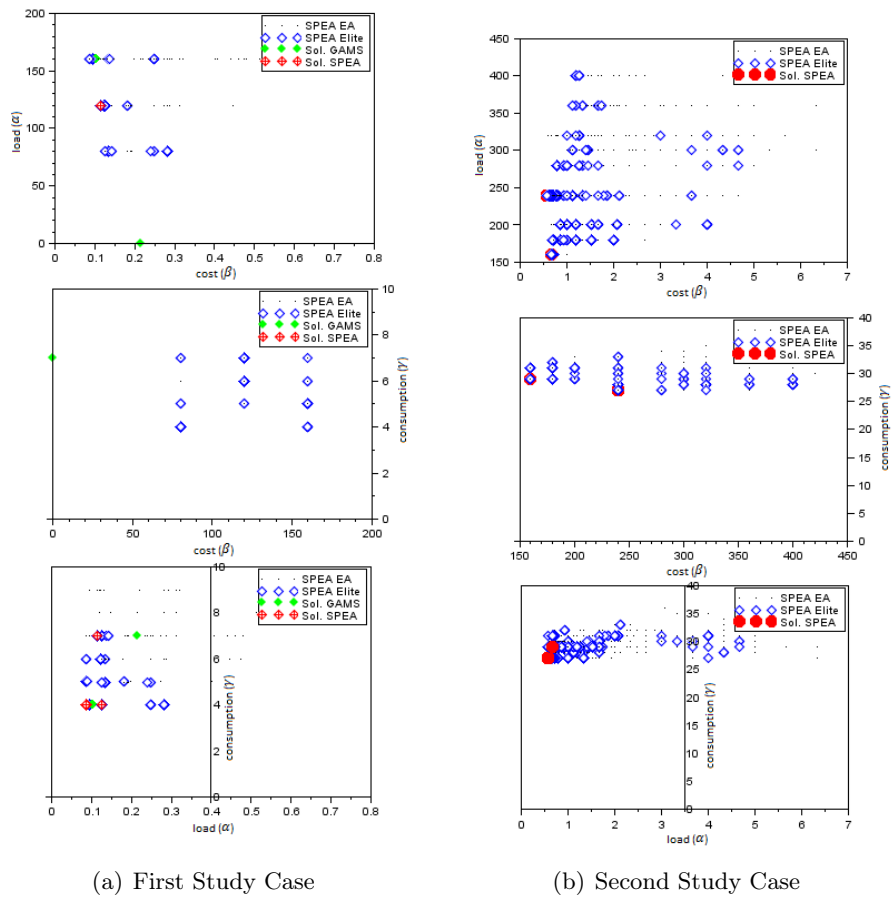 SPEA EA
SPEA Elite
Sol. GAMS
Sol. SPEA
load (α)
200
150
100
50
0
0 0.1 0.2 0.3 0.4 0.5 0.6 0.7 0.8
cost (β)
SPEA EA
SPEA Elite
Sol. GAMS
Sol. SPEA
10
8
6
4
2
0
consumption (γ)
0 50 100 150 200
cost (β)
SPEA EA
SPEA Elite
Sol. GAMS
Sol. SPEA
10
8
6
4
2
0
consumption (γ)
0 0.1 0.2 0.3 0.4 0.5 0.6 0.7 0.8
load (α)
(a) First Study Case
SPEA EA
SPEA Elite
Sol. SPEA
load (α)
450
400
350
300
250
200
150
0 1 2 3 4 5 6 7
cost (β)
SPEA EA
SPEA Elite
Sol. SPEA
40
35
30
25
20
15
10
5
0
consumption (γ)
150 200 250 300 350 400 450
cost (β)
SPEA EA
SPEA Elite
Sol. SPEA
40
35
30
25
20
15
10
5
0
consumption (γ)
0 1 2 3 4 5 6 7
load (α)
(b) Second Study Case